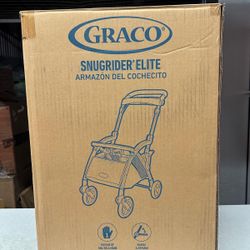 GRACO
SNUGRIDER ELITE
ARMAZÓN DEL COCHECITO